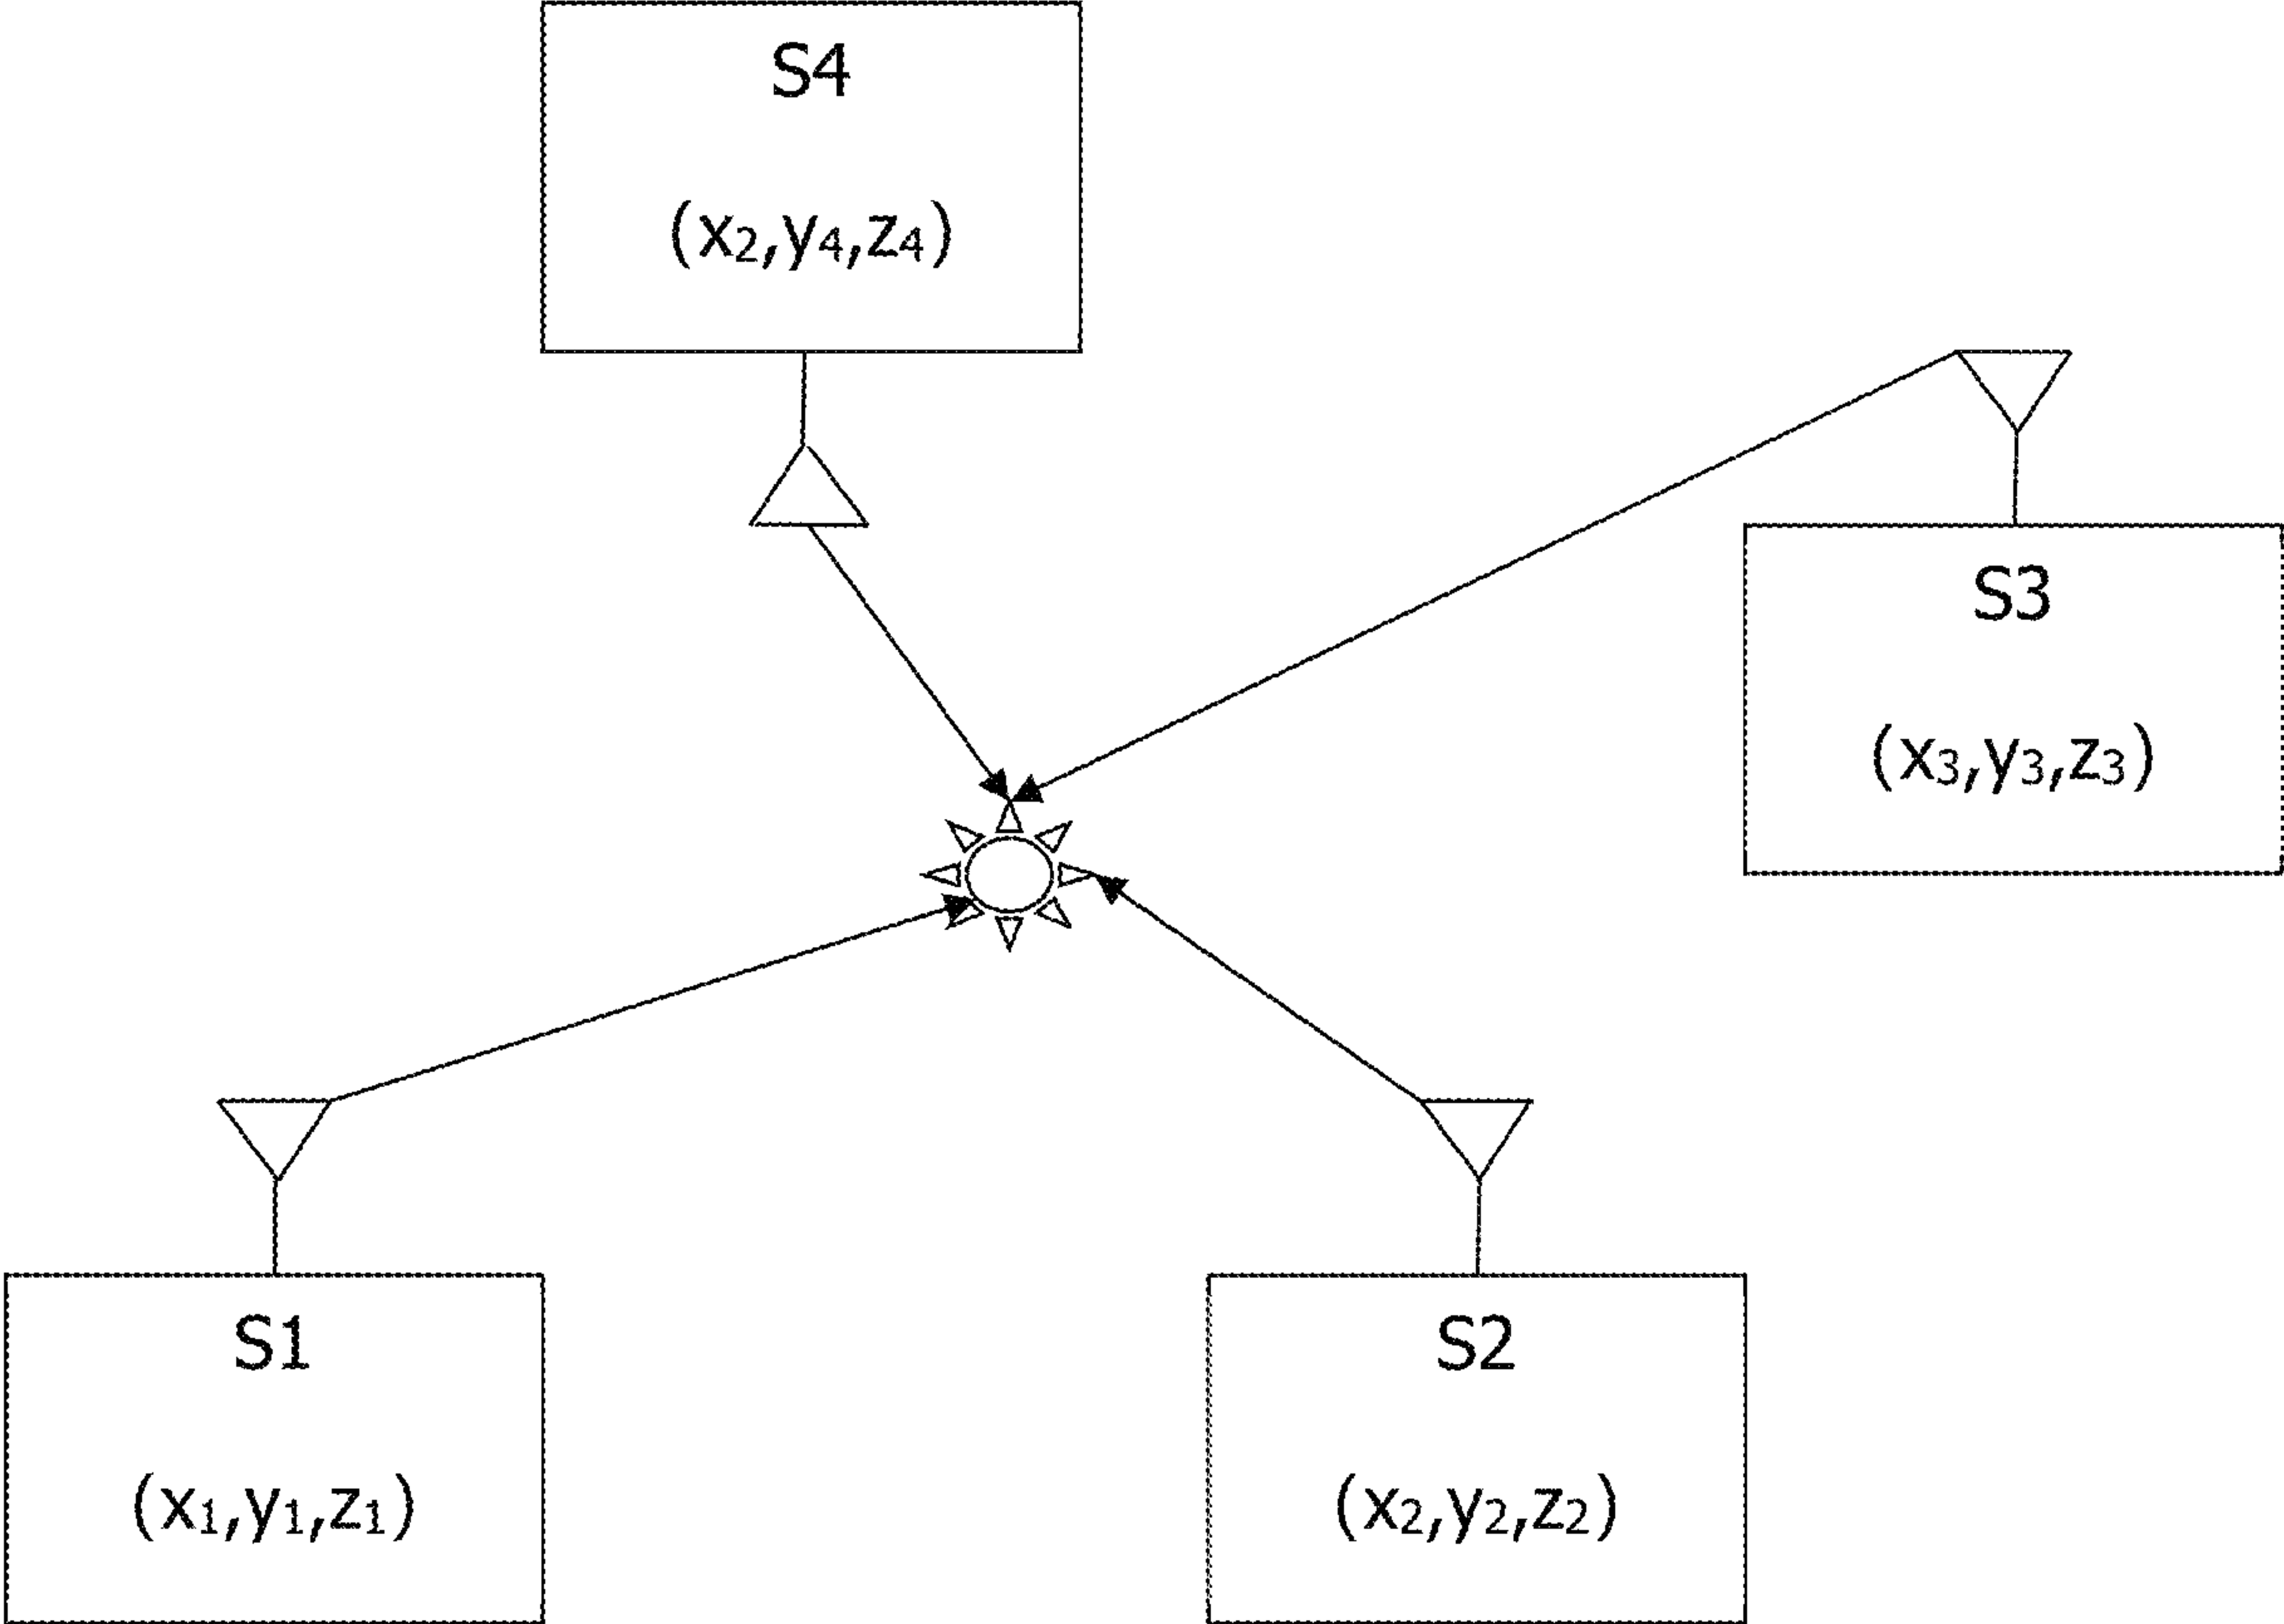 S4
(x₂,y₄,z₄)
S3
(x₃,y₃,z₃)
S1
(x₁,y₁,z₁)
S2
(x₂,y₂,z₂)